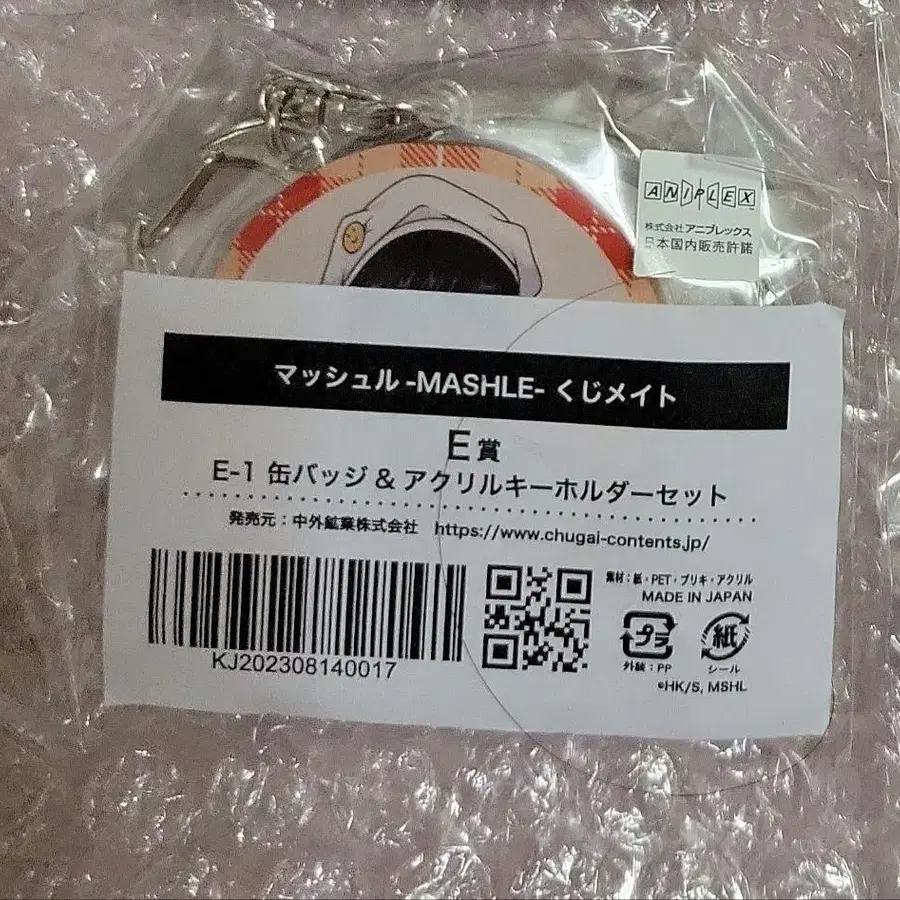 ANIPLEX
株式会社アニプレックス
日本国内販売許諾
マッシュル -MASHLE- くじメイト
E賞
E-1 缶バッジ & アクリルキーホルダーセット
発売元：中外鉱業株式会社 https://www.chugai-contents.jp/
素材：紙・PET・ブリキ・アクリル
MADE IN JAPAN
プラ
紙
外装：PP
シール
©HK/S, MSHL
KJ202308140017